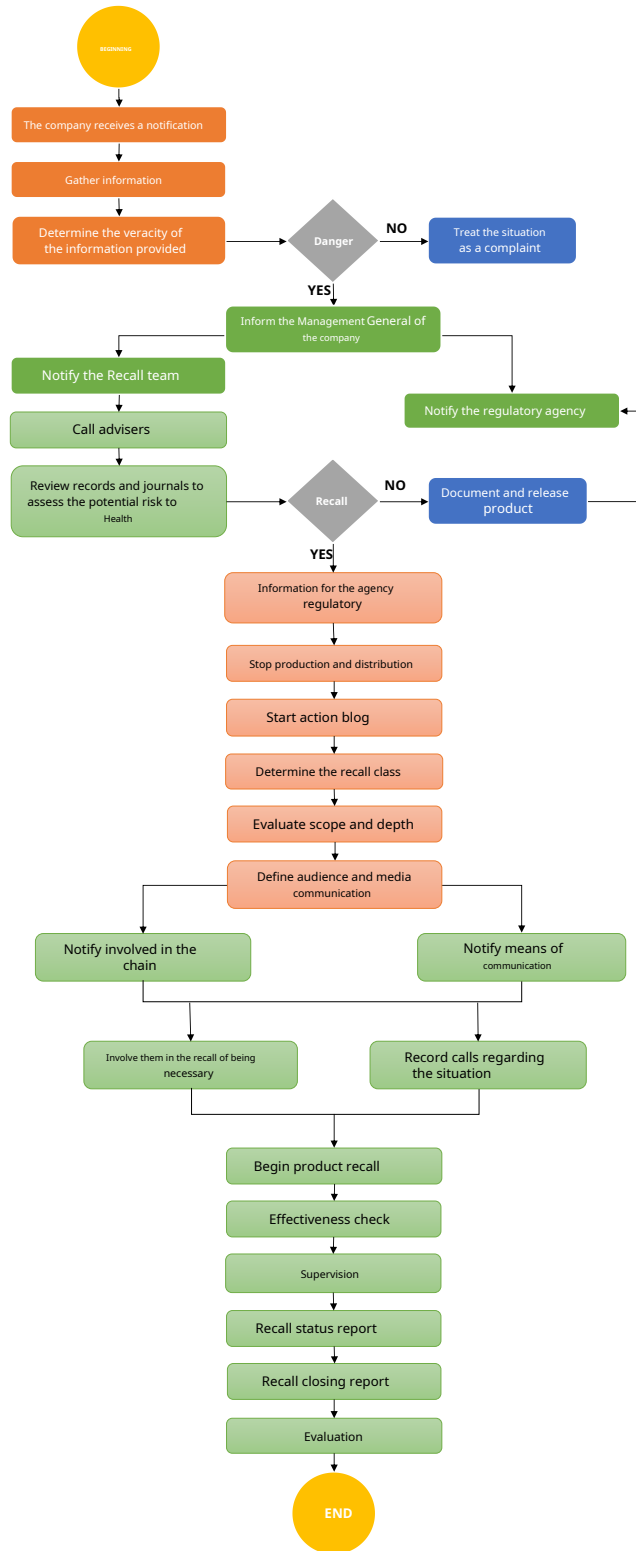 BEGINNING
The company receives a notification
Gather information
Determine the veracity of
the information provided
Danger
NO
Treat the situation
as a complaint
YES
Inform the Management General of
the company
Notify the Recall team
Notify the regulatory agency
Call advisers
Review records and journals to
assess the potential risk to
Health
Recall
NO
Document and release
product
YES
Information for the agency
regulatory
Stop production and distribution
Start action blog
Determine the recall class
Evaluate scope and depth
Define audience and media
communication
Notify involved in the
chain
Notify means of
communication
Involve them in the recall of being
necessary
Record calls regarding
the situation
Begin product recall
Effectiveness check
Supervision
Recall status report
Recall closing report
Evaluation
END